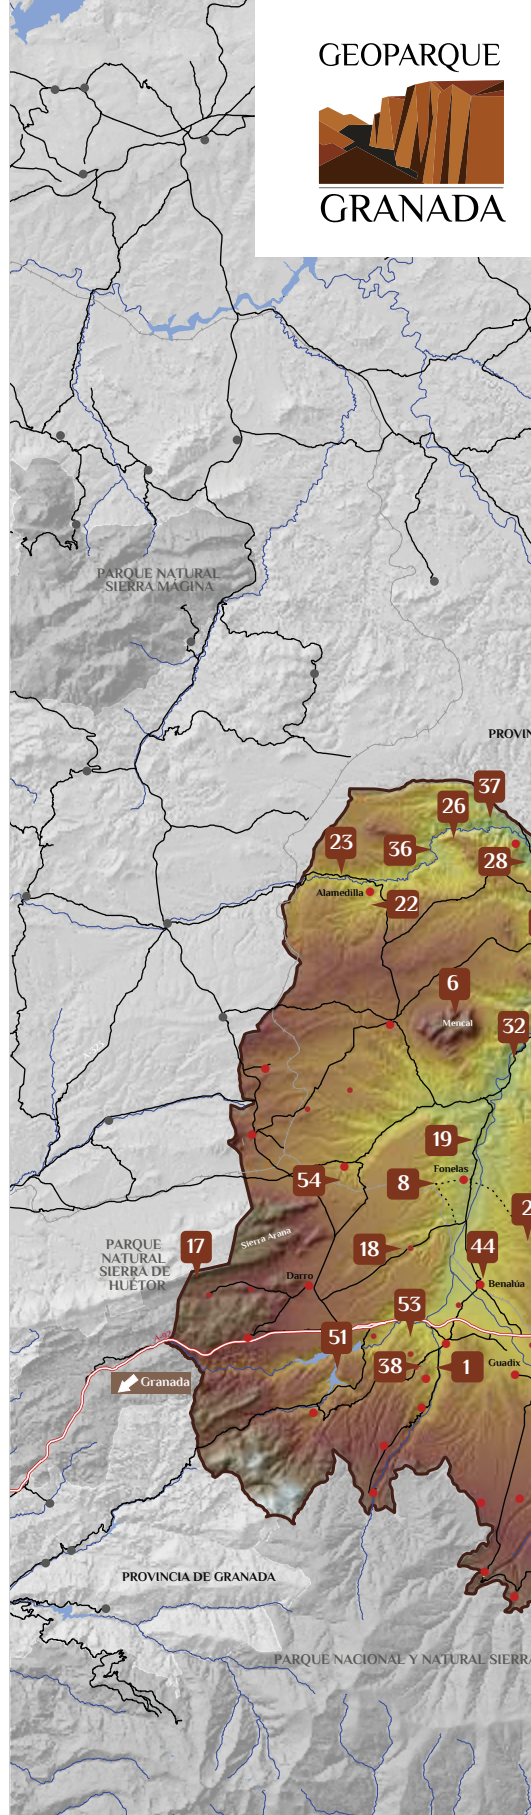 GEOPARQUE
GRANADA
PARQUE NATURAL
SIERRA MÁGINA
PROVIN
37
26
23
36
28
Alamedilla
22
6
Mencal
32
19
Fonelas
54
8
2
Sierra Arana
PARQUE
NATURAL
SIERRA DE
HUÉTOR
17
18
44
Darro
Benalúa
53
A-92
51
38
1
Guadix
Granada
PROVINCIA DE GRANADA
PARQUE NACIONAL Y NATURAL SIERRA